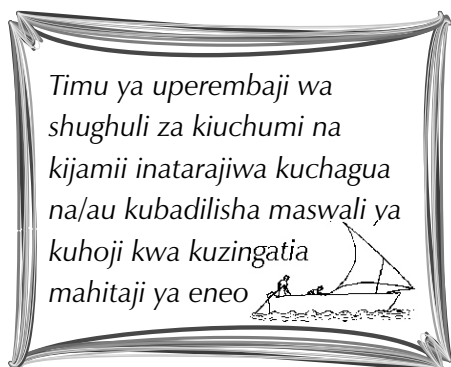 Timu ya uperembaji wa
shughuli za kiuchumi na
kijamii inatarajiwa kuchagua
na/au kubadilisha maswali ya
kuhoji kwa kuzingatia
mahitaji ya eneo